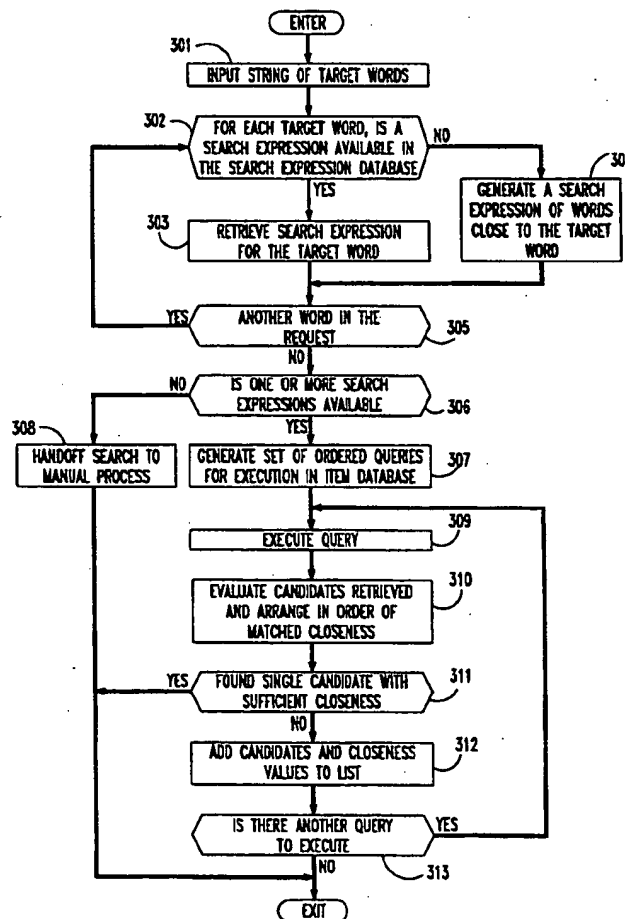 ENTER
301
INPUT STRING OF TARGET WORDS
302
FOR EACH TARGET WORD, IS A
SEARCH EXPRESSION AVAILABLE IN
THE SEARCH EXPRESSION DATABASE
NO
YES
30
GENERATE A SEARCH
EXPRESSION OF WORDS
CLOSE TO THE TARGET
WORD
303
RETRIEVE SEARCH EXPRESSION
FOR THE TARGET WORD
YES
ANOTHER WORD IN THE
REQUEST
305
NO
NO
IS ONE OR MORE SEARCH
EXPRESSIONS AVAILABLE
306
YES
308
HANDOFF SEARCH TO
MANUAL PROCESS
GENERATE SET OF ORDERED QUERIES
FOR EXECUTION IN ITEM DATABASE
307
EXECUTE QUERY
309
EVALUATE CANDIDATES RETRIEVED
AND ARRANGE IN ORDER OF
MATCHED CLOSENESS
310
YES
FOUND SINGLE CANDIDATE WITH
SUFFICIENT CLOSENESS
311
NO
ADD CANDIDATES AND CLOSENESS
VALUES TO LIST
312
IS THERE ANOTHER QUERY
TO EXECUTE
YES
313
NO
EXIT